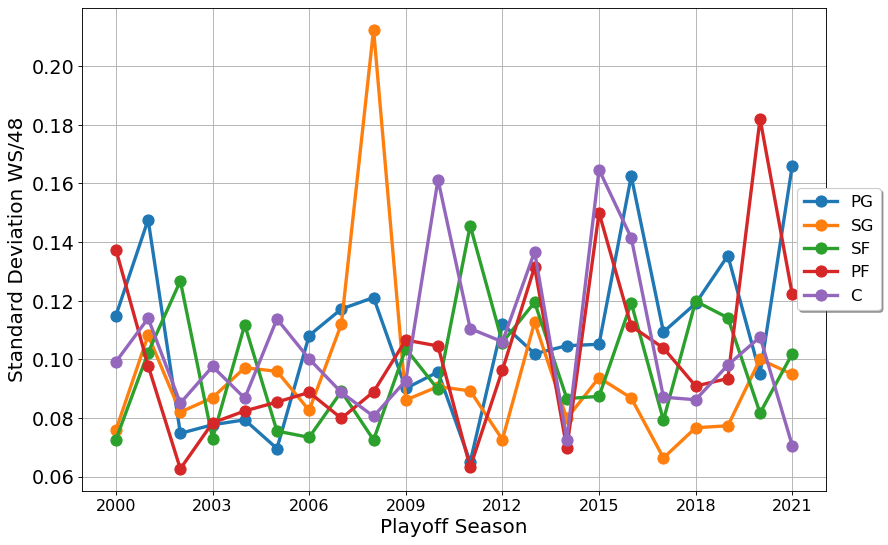 0.20
0.18
0.16
0.14
0.12
0.10
0.08
0.06
Standard Deviation WS/48
2000 2003 2006 2009 2012 2015 2018 2021
Playoff Season
PG
SG
SF
PF
C